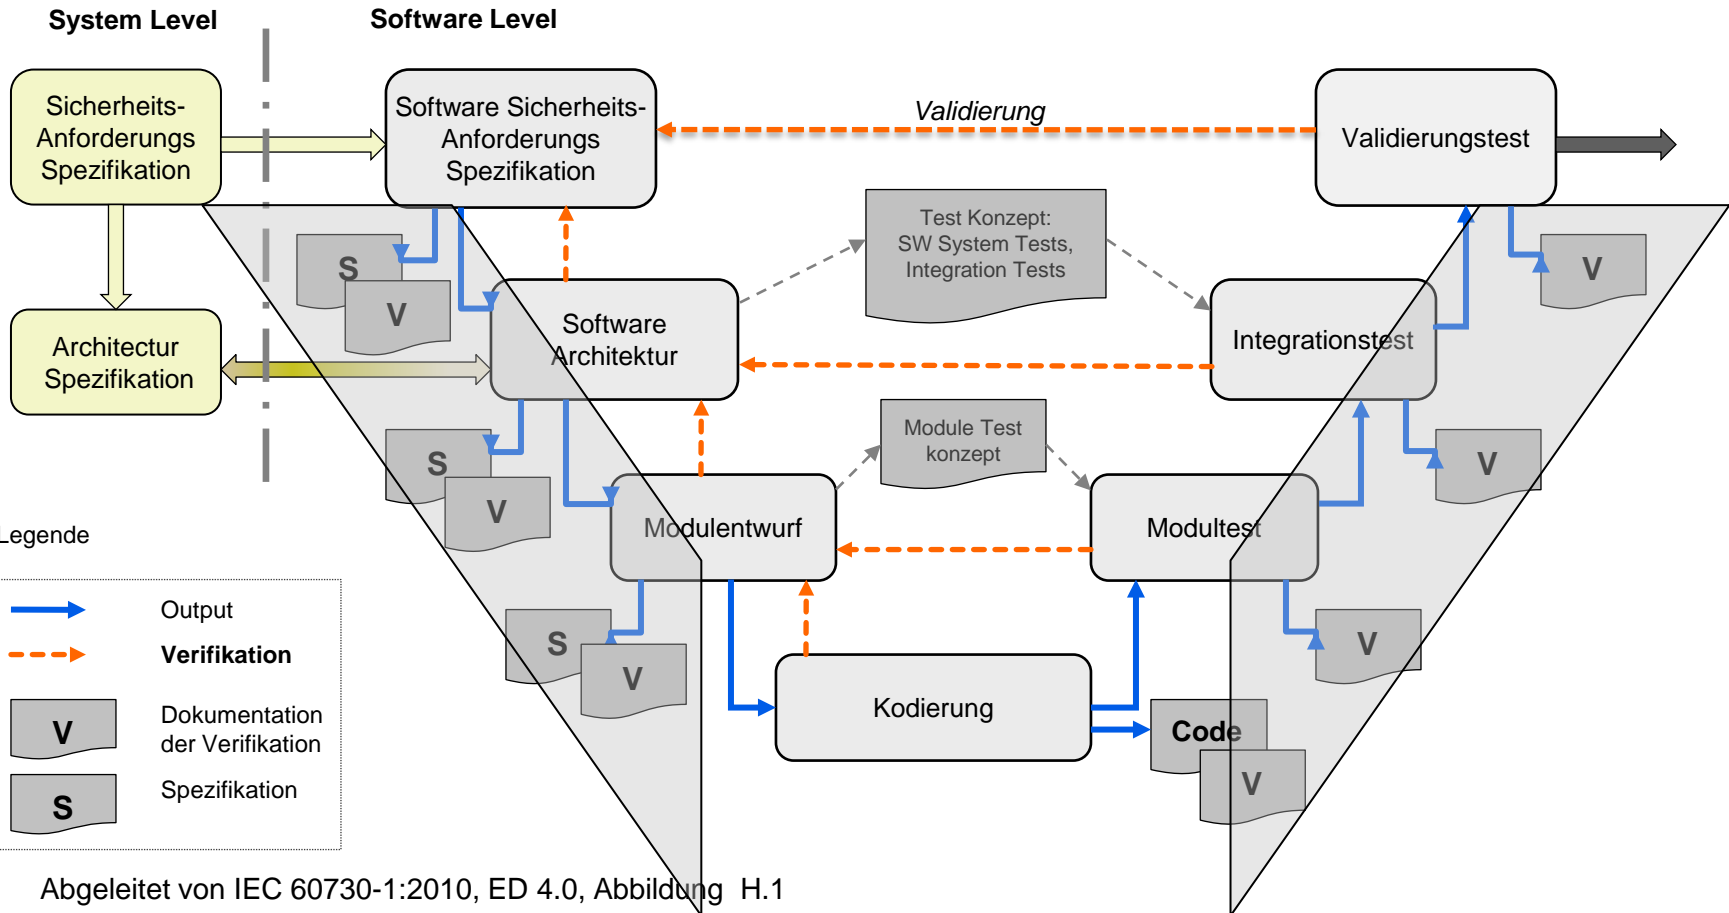 System Level
Software Level
Sicherheits-
Anforderungs
Spezifikation
Software Sicherheits-
Anforderungs
Spezifikation
Validierung
Validierungstest
Test Konzept:
SW System Tests,
Integration Tests
S
V
V
Software
Architektur
Integrationstest
Architectur
Spezifikation
Module Test
konzept
S
V
V
Modulentwurf
Modultest
Legende
Output
Verifikation
V
Dokumentation
der Verifikation
S
Spezifikation
S
V
V
Kodierung
Code
V
Abgeleitet von IEC 60730-1:2010, ED 4.0, Abbildung H.1